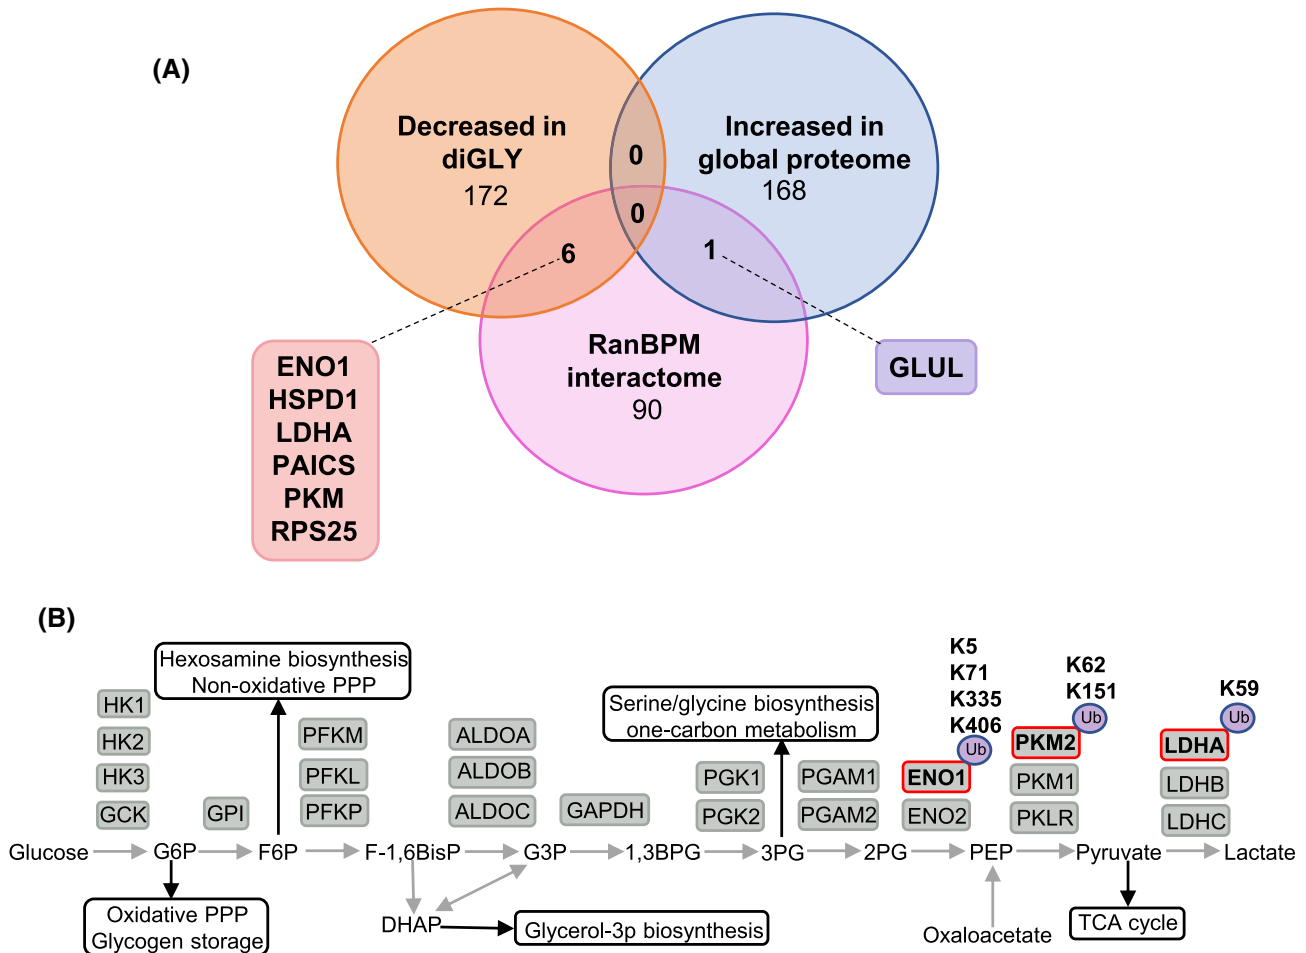 (A)
Decreased in
diGLY
172
0
Increased in
global proteome
168
0
6
1
RanBPM
interactome
90
ENO1
HSPD1
LDHA
PAICS
PKM
RPS25
GLUL
(B)
Hexosamine biosynthesis
Non-oxidative PPP
Serine/glycine biosynthesis
one-carbon metabolism
K5
K71
K335
K406
Ub
K62
K151
Ub
K59
Ub
HK1
HK2
HK3
GCK
GPI
PFKM
PFKL
PFKP
ALDOA
ALDOB
ALDOC
GAPDH
PGK1
PGK2
PGAM1
PGAM2
ENO1
ENO2
PKM2
PKM1
PKLR
LDHA
LDHB
LDHC
Glucose G6P F6P F-1,6BisP G3P 1,3BPG 3PG 2PG PEP Pyruvate Lactate
Oxidative PPP
Glycogen storage
DHAP
Glycerol-3p biosynthesis
Oxaloacetate
TCA cycle